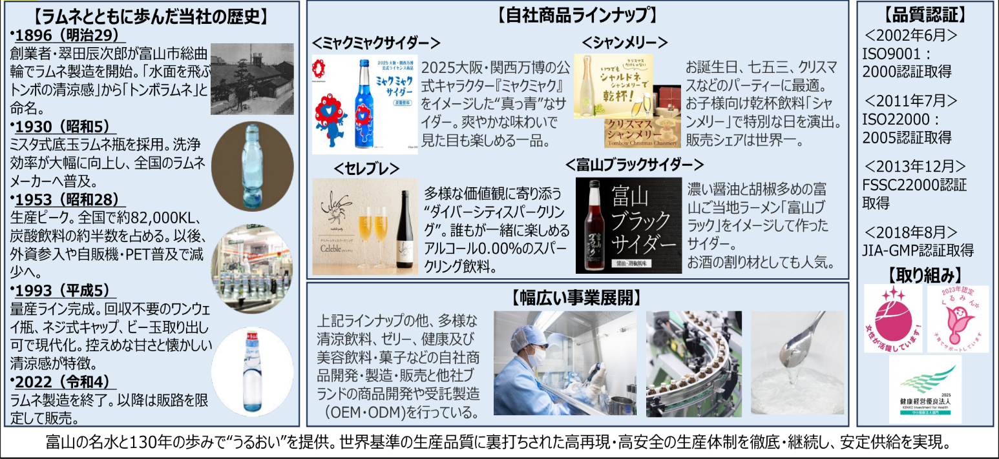 【ラムネとともに歩んだ当社の歴史】
•1896（明治29）
創業者・翠田辰次郎が富山市総曲
輪でラムネ製造を開始。「水面を飛ぶ
トンボの清涼感」から「トンボラムネ」と
命名。
•1930（昭和5）
ミスタ式底玉ラムネ瓶を採用。洗浄
効率が大幅に向上し、全国のラムネ
メーカーへ普及。
•1953（昭和28）
生産ピーク。全国で約82,000KL、
炭酸飲料の約半数を占める。以後、
外資参入や自販機・PET普及で減
少へ。
•1993（平成5）
量産ライン完成。回収不要のワンウェ
イ瓶、ネジ式キャップ、ビー玉取り出し
可で現代化。控えめな甘さと懐かしい
清涼感が特徴。
•2022（令和4）
ラムネ製造を終了。以降は販路を限
定して販売。
【自社商品ラインナップ】
＜ミャクミャクサイダー＞
2025大阪・関西万博
公式ライセンス商品
ミャクミャク
サイダー
炭酸飲料
2025大阪・関西万博の公
式キャラクター『ミャクミャク』
をイメージした“真っ青”なサ
イダー。爽やかな味わいで
見た目も楽しめる一品。
＜シャンメリー＞
クリスマス
だけじゃない
いつでも
シャルドネ
シャンメリーで
乾杯！
クリスマス
シャンメリー
Tombow Christmas Chanmery
お誕生日、七五三、クリスマ
スなどのパーティーに最適。
お子様向け乾杯飲料「シャ
ンメリー」で特別な日を演出。
販売シェアは世界一。
＜セレブレ＞
ダイバーシティスパークリング
Celeble
多様な価値観に寄り添う
“ダイバーシティスパークリン
グ”。誰もが一緒に楽しめる
アルコール0.00%のスパー
クリング飲料。
＜富山ブラックサイダー＞
富山
ブラック
サイダー
醤油・胡椒風味
富山ブラック
濃い醤油と胡椒多めの富
山ご当地ラーメン「富山ブ
ラック」をイメージして作った
サイダー。
お酒の割り材としても人気。
【幅広い事業展開】
上記ラインナップの他、多様な
清涼飲料、ゼリー、健康及び
美容飲料・菓子などの自社商
品開発・製造・販売と他社ブ
ランドの商品開発や受託製造
（OEM・ODM)を行っている。
【品質認証】
＜2002年6月＞
ISO9001：
2000認証取得
＜2011年7月＞
ISO22000：
2005認証取得
＜2013年12月＞
FSSC22000認証
取得
＜2018年8月＞
JIA-GMP認証取得
【取り組み】
女性が活躍しています！
2023年認定
くるみん
子育てサポートしています
2025
健康経営優良法人
KENKO Investment for Health
中小規模法人部門
富山の名水と130年の歩みで“うるおい”を提供。世界基準の生産品質に裏打ちされた高再現・高安全の生産体制を徹底・継続し、安定供給を実現。